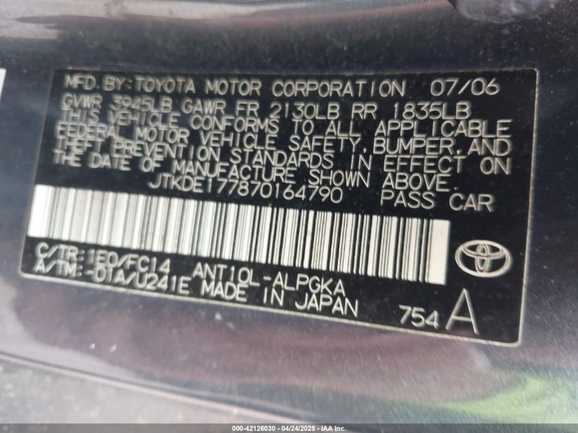 MFD. BY: TOYOTA MOTOR CORPORATION 07/06
GVWR 3945LB GAWR FR 2130LB RR 1835LB
THIS VEHICLE CONFORMS TO ALL APPLICABLE
FEDERAL MOTOR VEHICLE SAFETY, BUMPER, AND
THEFT PREVENTION STANDARDS IN EFFECT ON
THE DATE OF MANUFACTURE SHOWN ABOVE.
JTKDE177870164790 PASS CAR
C/TR: 1E0/FC14 ANT10L-ALPGKA
A/TM: -01A/U241E MADE IN JAPAN
754 A
000-42126030 04/24/2025 IAA Inc.